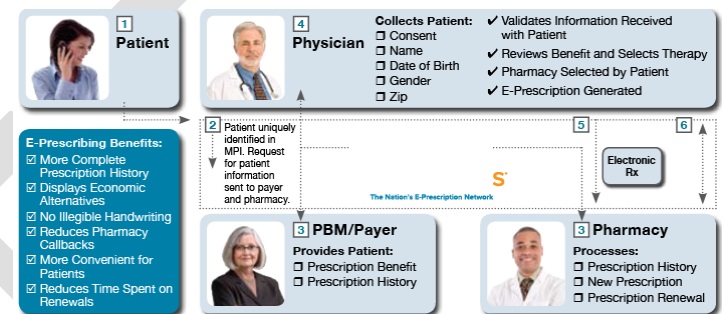 1
Patient
4
Physician
Collects Patient:
☐ Consent
☐ Name
☐ Date of Birth
☐ Gender
☐ Zip
✔ Validates Information Received
with Patient
✔ Reviews Benefit and Selects Therapy
✔ Pharmacy Selected by Patient
✔ E-Prescription Generated
E-Prescribing Benefits:
☑ More Complete
Prescription History
☑ Displays Economic
Alternatives
☑ No Illegible Handwriting
☑ Reduces Pharmacy
Callbacks
☑ More Convenient for
Patients
☑ Reduces Time Spent on
Renewals
2
Patient uniquely
identified in
MPI. Request
for patient
information
sent to payer
and pharmacy.
S
The Nation's E-Prescription Network
5
6
Electronic
Rx
3
PBM/Payer
Provides Patient:
☐ Prescription Benefit
☐ Prescription History
3
Pharmacy
Processes:
☐ Prescription History
☐ New Prescription
☐ Prescription Renewal